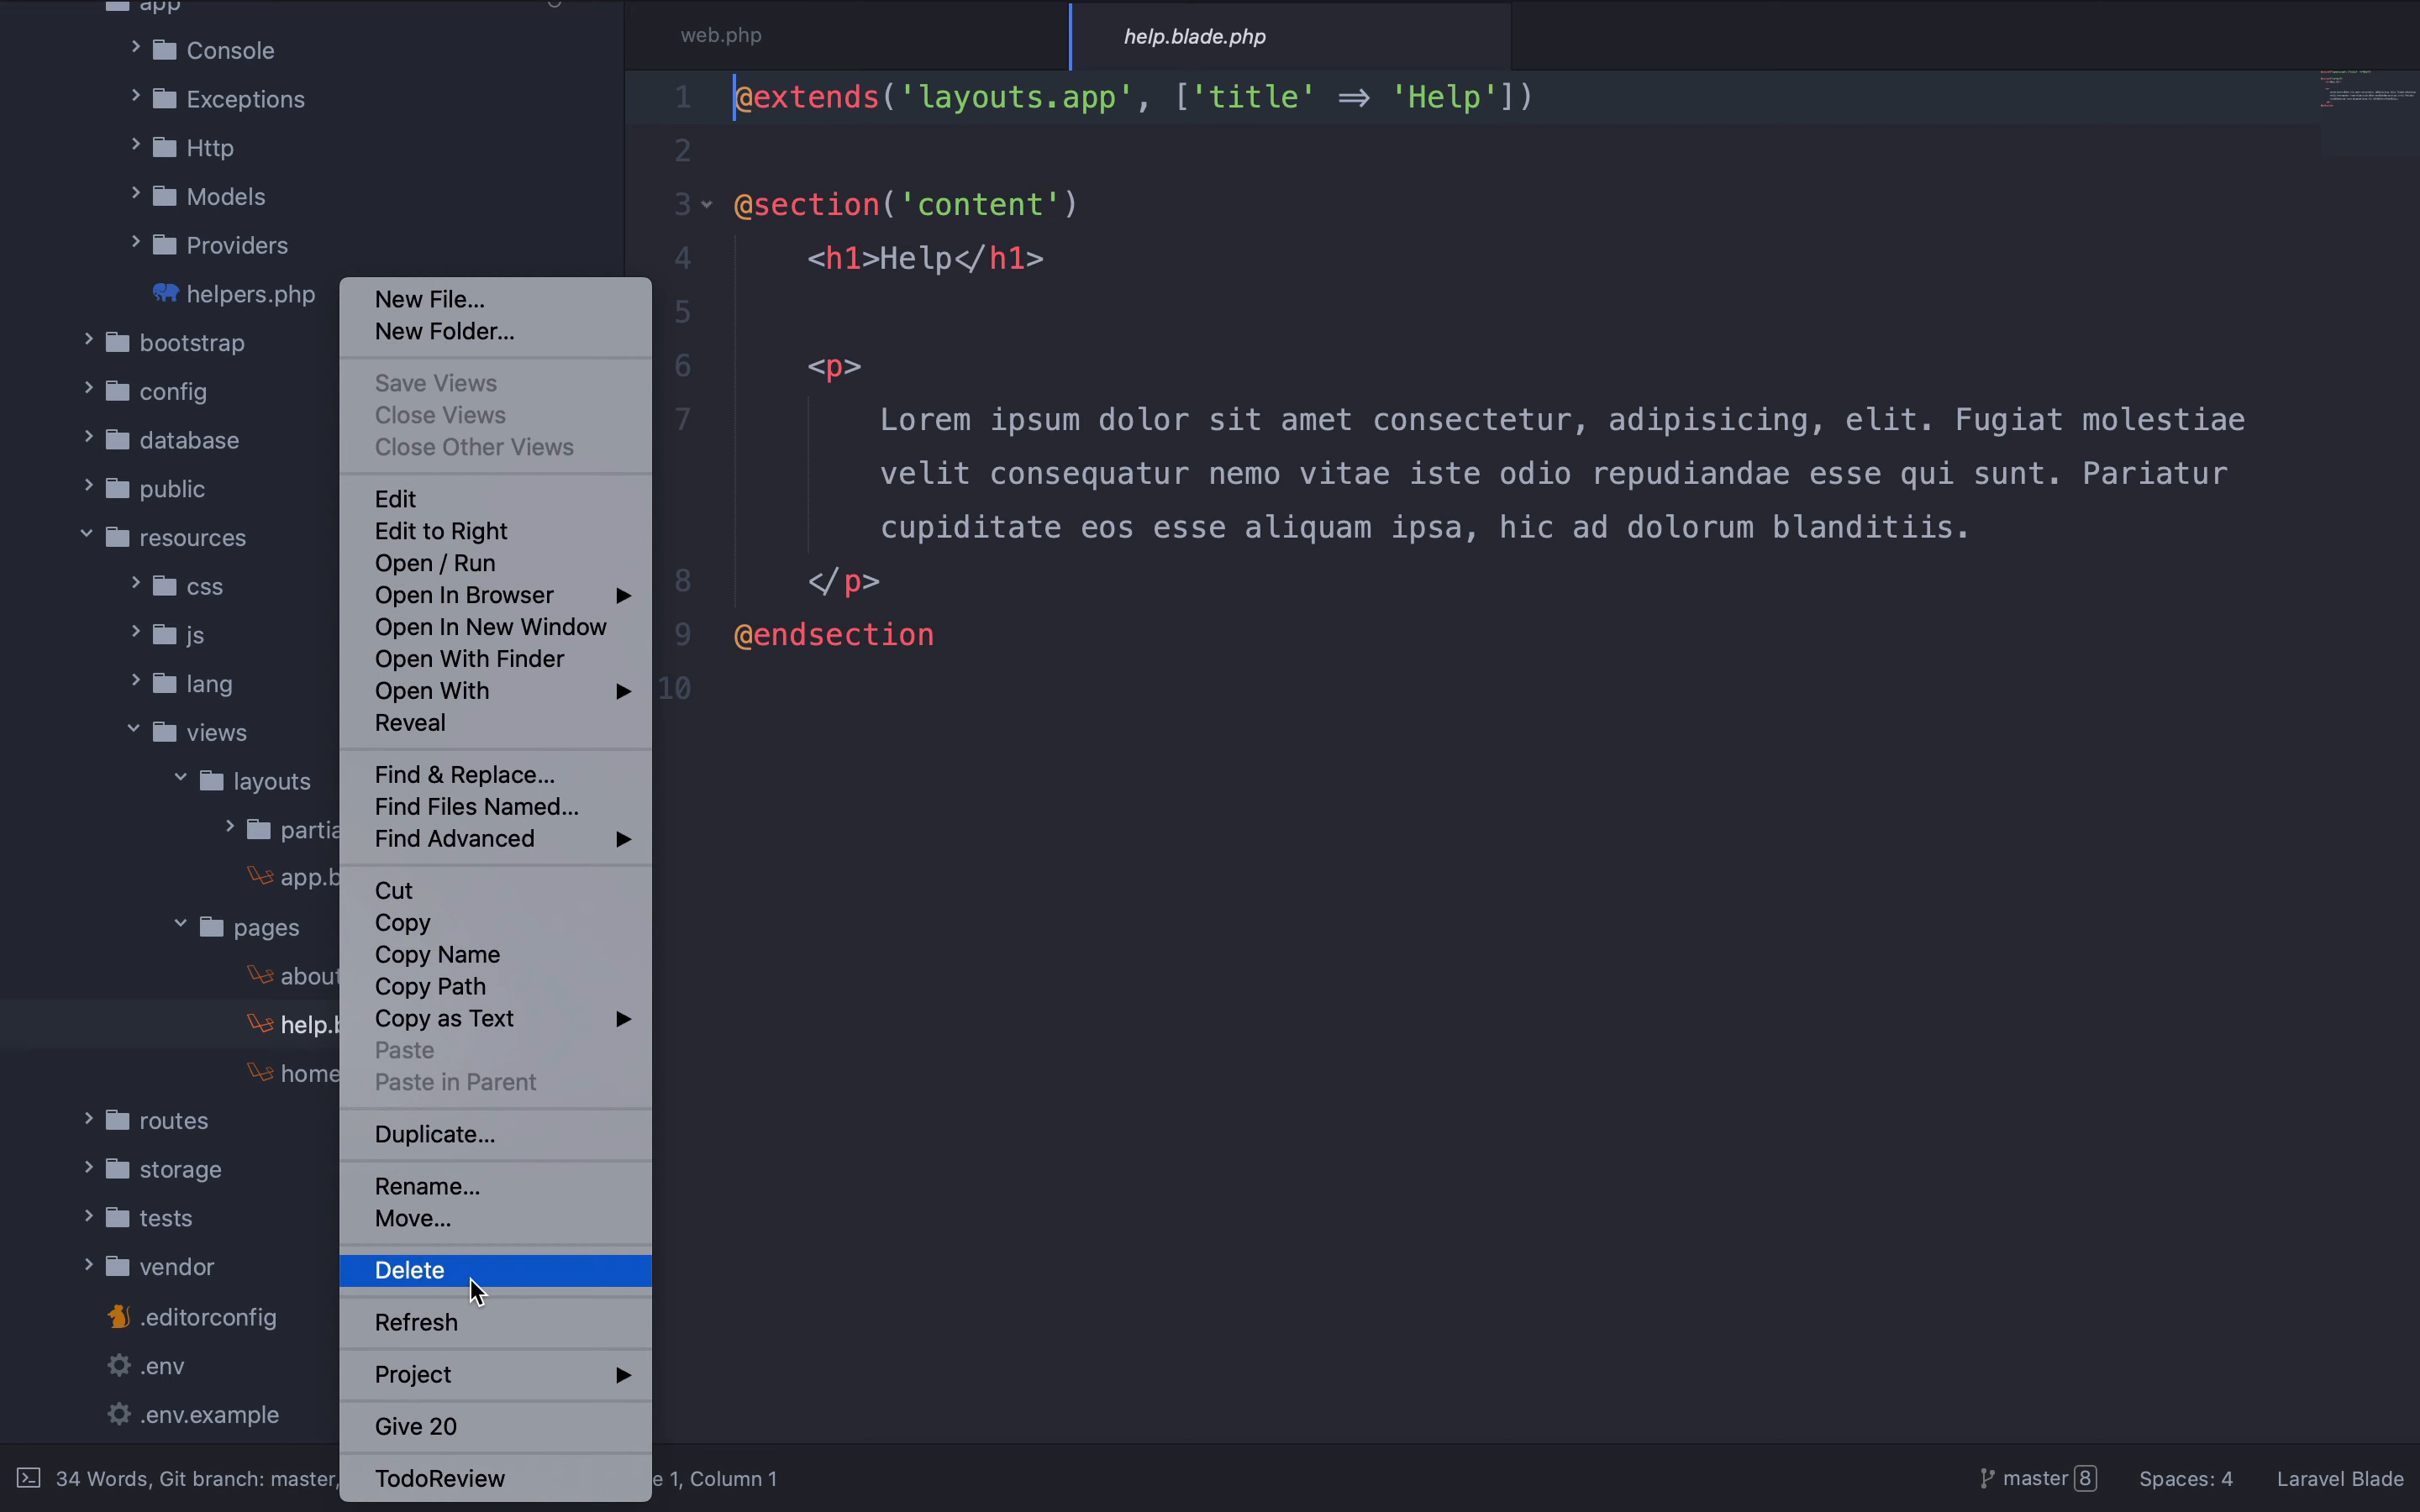 app
Console
Exceptions
Http
Models
Providers
helpers.php
bootstrap
config
database
public
resources
css
js
lang
views
layouts
partia
app.b
pages
about
help.b
home
routes
storage
tests
vendor
.editorconfig
.env
.env.example
New File...
New Folder...
Save Views
Close Views
Close Other Views
Edit
Edit to Right
Open / Run
Open In Browser
Open In New Window
Open With Finder
Open With
Reveal
Find & Replace...
Find Files Named...
Find Advanced
Cut
Copy
Copy Name
Copy Path
Copy as Text
Paste
Paste in Parent
Duplicate...
Rename...
Move...
Delete
Refresh
Project
Give 20
TodoReview
web.php
help.blade.php
1 @extends('layouts.app', ['title' => 'Help'])
2
3 @section('content')
4 <h1>Help</h1>
5
6 <p>
7 Lorem ipsum dolor sit amet consectetur, adipisicing, elit. Fugiat molestiae
velit consequatur nemo vitae iste odio repudiandae esse qui sunt. Pariatur
cupiditate eos esse aliquam ipsa, hic ad dolorum blanditiis.
8 </p>
9 @endsection
10
34 Words, Git branch: master, e 1, Column 1
master 8 Spaces: 4 Laravel Blade